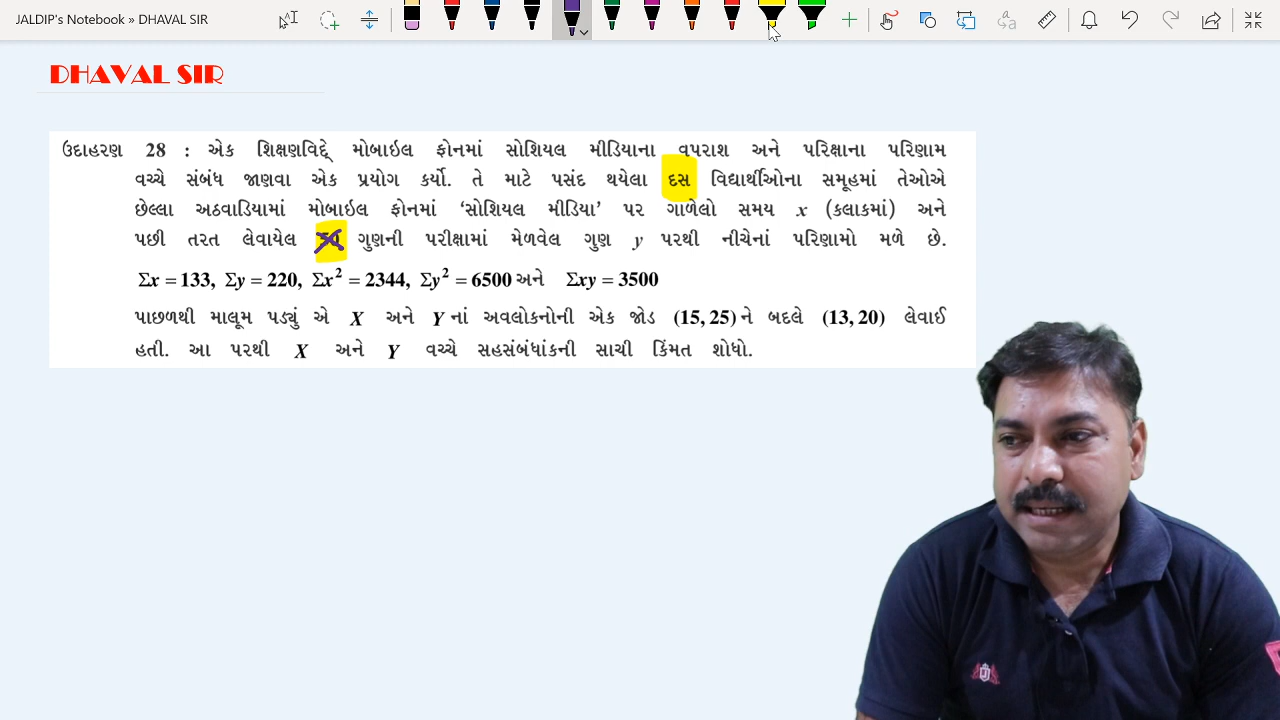 JALDIP's Notebook » DHAVAL SIR
DHAVAL SIR
ઉદાહરણ 28 : એક શિક્ષણવિદ્દે મોબાઇલ ફોનમાં સોશિયલ મીડિયાના વપરાશ અને પરિક્ષાના પરિણામ
વચ્ચે સંબંધ જાણવા એક પ્રયોગ કર્યો. તે માટે પસંદ થયેલા દસ વિદ્યાર્થીઓના સમૂહમાં તેઓએ
છેલ્લા અઠવાડિયામાં મોબાઇલ ફોનમાં ‘સોશિયલ મીડિયા’ પર ગાળેલો સમય x (કલાકમાં) અને
પછી તરત લેવાયેલ ગુણની પરીક્ષામાં મેળવેલ ગુણ y પરથી નીચેનાં પરિણામો મળે છે.
Σx = 133, Σy = 220, Σx² = 2344, Σy² = 6500 અને Σxy = 3500
પાછળથી માલૂમ પડ્યું એ X અને Y નાં અવલોકનોની એક જોડ (15, 25) ને બદલે (13, 20) લેવાઈ
હતી. આ પરથી X અને Y વચ્ચે સહસંબંધાંકની સાચી કિંમત શોધો.